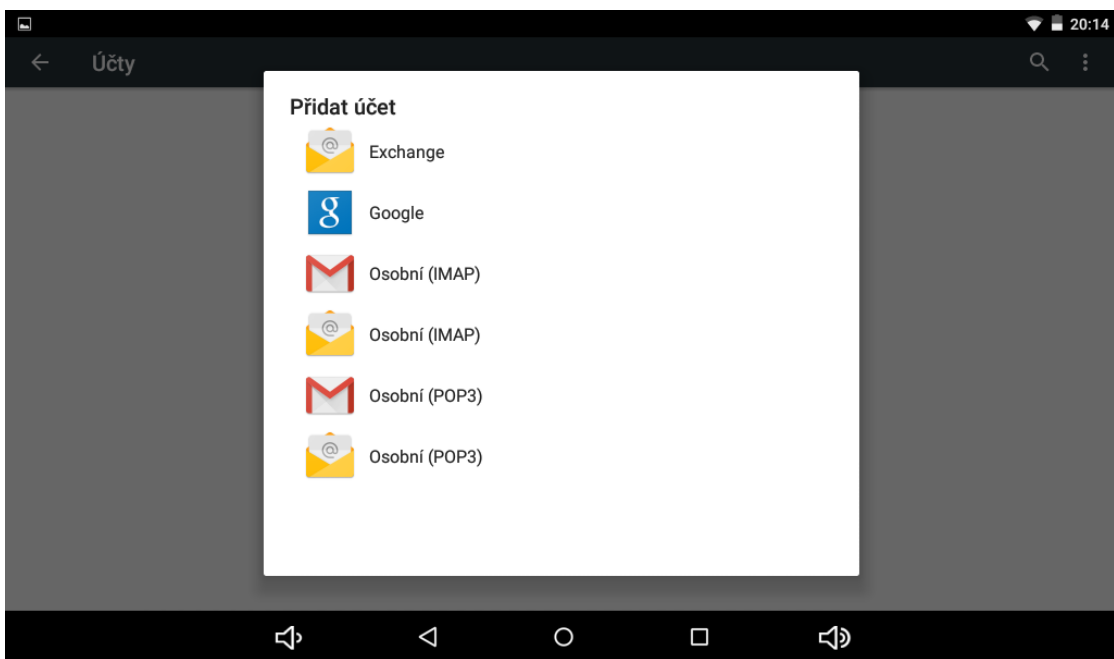 20:14
Účty
Přidat účet
Exchange
Google
Osobní (IMAP)
Osobní (IMAP)
Osobní (POP3)
Osobní (POP3)